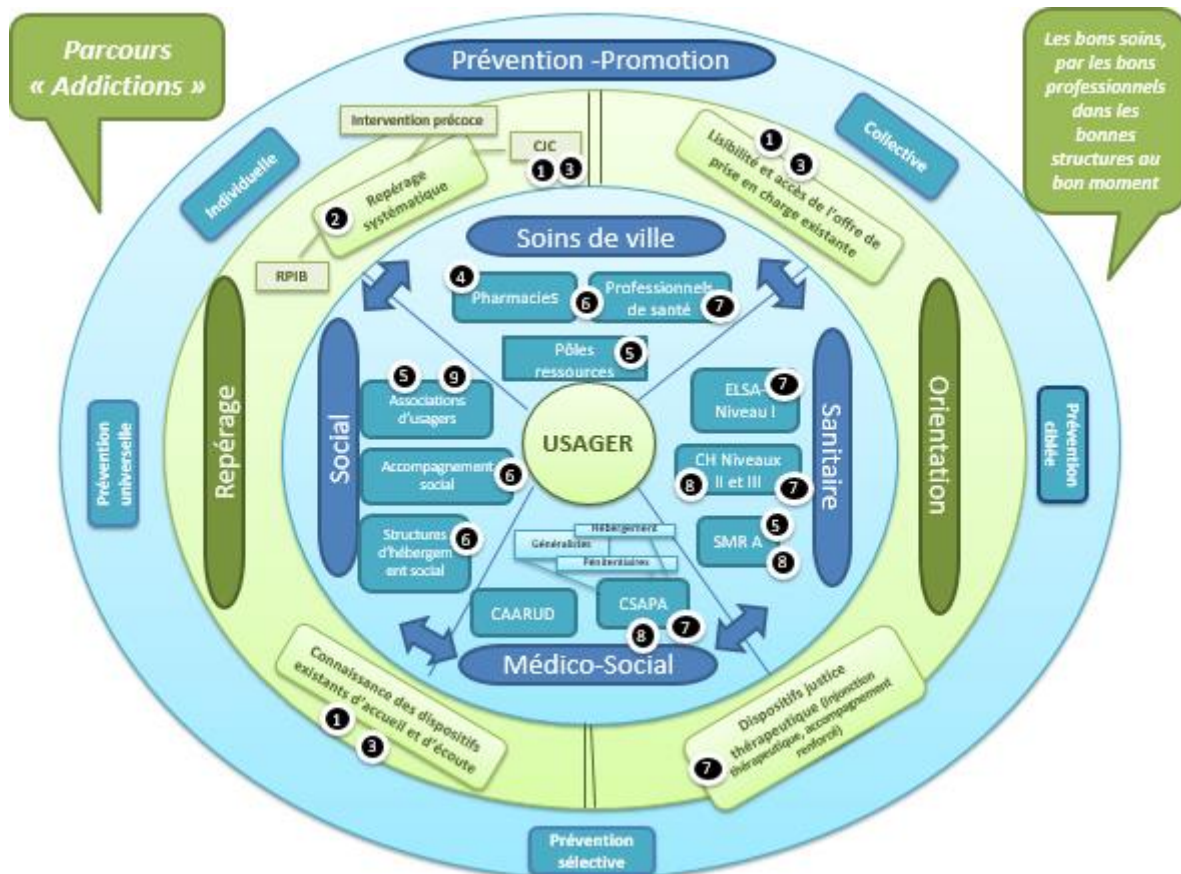 Parcours
« Addictions »
Les bons soins,
par les bons
professionnels
dans les
bonnes
structures au
bon moment
Prévention -Promotion
Individuelle
Collective
Prévention
universelle
Prévention
ciblée
Prévention
sélective
Intervention précoce
CJC
1 3
2
Repérage
systématique
RPIB
1
3
Lisibilité et accès de l'offre de
prise en charge existante
Repérage
Orientation
Soins de ville
4
Pharmacies
6
Professionnels
de santé
7
Pôles
ressources
5
Social
5 9
Associations
d'usagers
Accompagnement
social
6
Structures
d'hébergem
ent social
6
USAGER
Sanitaire
ELSA
Niveau I
7
CH Niveaux
II et III
8
7
SMR A
5
8
Hébergement
Généralistes
Pénitentiaires
CAARUD
CSAPA
8
7
Médico-Social
Connaissance des dispositifs
existants d'accueil et d'écoute
1
3
Dispositifs justice
thérapeutique (injonction
thérapeutique, accompagnement
renforcé)
7